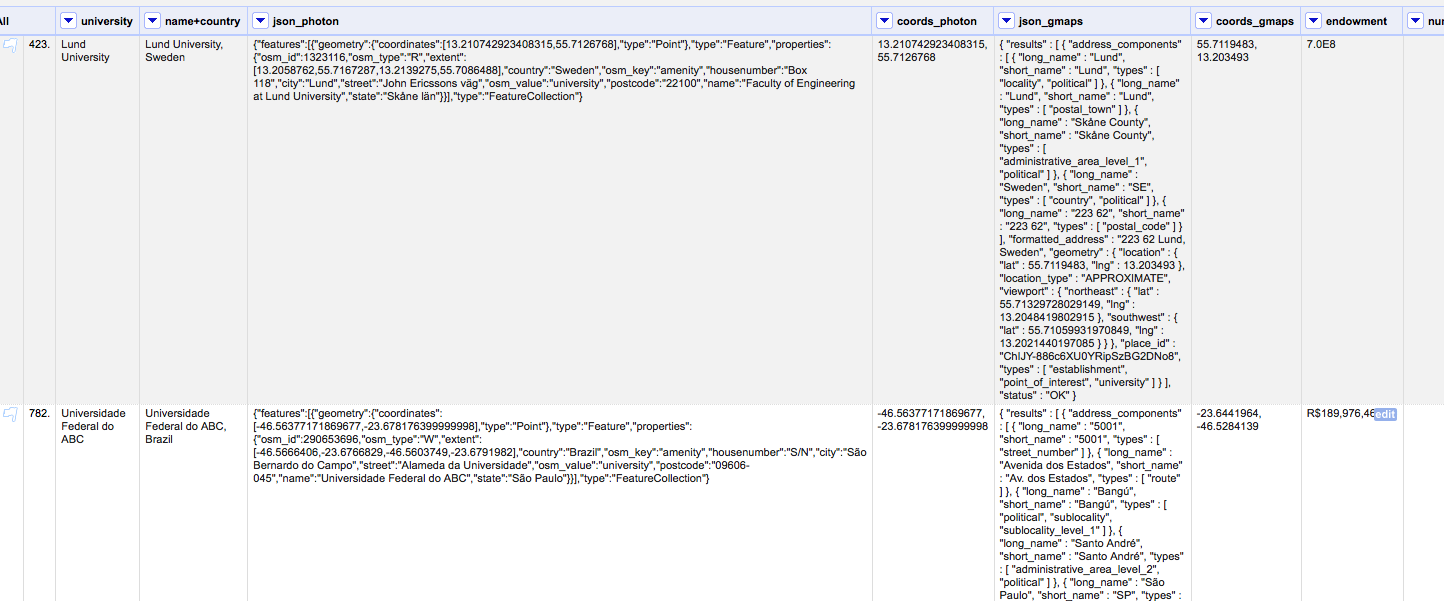 All university name+country json_photon coords_photon json_gmaps coords_gmaps endowment
423.
Lund
University
Lund University,
Sweden
{"features":[{"geometry":{"coordinates":[13.210742923408315,55.7126768],"type":"Point"},"type":"Feature","properties":
{"osm_id":1323116,"osm_type":"R","extent":
[13.2058762,55.7167287,13.2139275,55.7086488],"country":"Sweden","osm_key":"amenity","housenumber":"Box
118","city":"Lund","street":"John Ericssons väg","osm_value":"university","postcode":"22100","name":"Faculty of Engineering
at Lund University","state":"Skåne län"}}],"type":"FeatureCollection"}
13.210742923408315,
55.7126768
{ "results" : [ { "address_components"
: [ { "long_name" : "Lund",
"short_name" : "Lund", "types" : [
"locality", "political" ] }, { "long_name"
: "Lund", "short_name" : "Lund",
"types" : [ "postal_town" ] }, {
"long_name" : "Skåne County",
"short_name" : "Skåne County",
"types" : [
"administrative_area_level_1",
"political" ] }, { "long_name" :
"Sweden", "short_name" : "SE",
"types" : [ "country", "political" ] }, {
"long_name" : "223 62", "short_name"
: "223 62", "types" : [ "postal_code" ] }
], "formatted_address" : "223 62 Lund,
Sweden", "geometry" : { "location" : {
"lat" : 55.7119483, "lng" : 13.203493 },
"location_type" : "APPROXIMATE",
"viewport" : { "northeast" : { "lat" :
55.71329728029149, "lng" :
13.2048419802915 }, "southwest" : {
"lat" : 55.71059931970849, "lng" :
13.2021440197085 } } }, "place_id" :
"ChIJY-886c6XU0YRipSzBG2DNo8",
"types" : [ "establishment",
"point_of_interest", "university" ] } ],
"status" : "OK" }
55.7119483,
13.203493
7.0E8
782.
Universidade
Federal do
ABC
Universidade
Federal do ABC,
Brazil
{"features":[{"geometry":{"coordinates":
[-46.56377171869677,-23.678176399999998],"type":"Point"},"type":"Feature","properties":
{"osm_id":290653696,"osm_type":"W","extent":
[-46.5666406,-23.6766829,-46.5603749,-23.6791982],"country":"Brazil","osm_key":"amenity","housenumber":"S/N","city":"São
Bernardo do Campo","street":"Alameda da Universidade","osm_value":"university","postcode":"09606-
045","name":"Universidade Federal do ABC","state":"São Paulo"}}],"type":"FeatureCollection"}
-46.56377171869677,
-23.678176399999998
{ "results" : [ { "address_components"
: [ { "long_name" : "5001",
"short_name" : "5001", "types" : [
"street_number" ] }, { "long_name" :
"Avenida dos Estados", "short_name"
: "Av. dos Estados", "types" : [ "route"
] }, { "long_name" : "Bangú",
"short_name" : "Bangú", "types" : [
"political", "sublocality",
"sublocality_level_1" ] }, {
"long_name" : "Santo André",
"short_name" : "Santo André", "types"
: [ "administrative_area_level_2",
"political" ] }, { "long_name" : "São
Paulo", "short_name" : "SP", "types" :
-23.6441964,
-46.5284139
R$189,976,46
edit